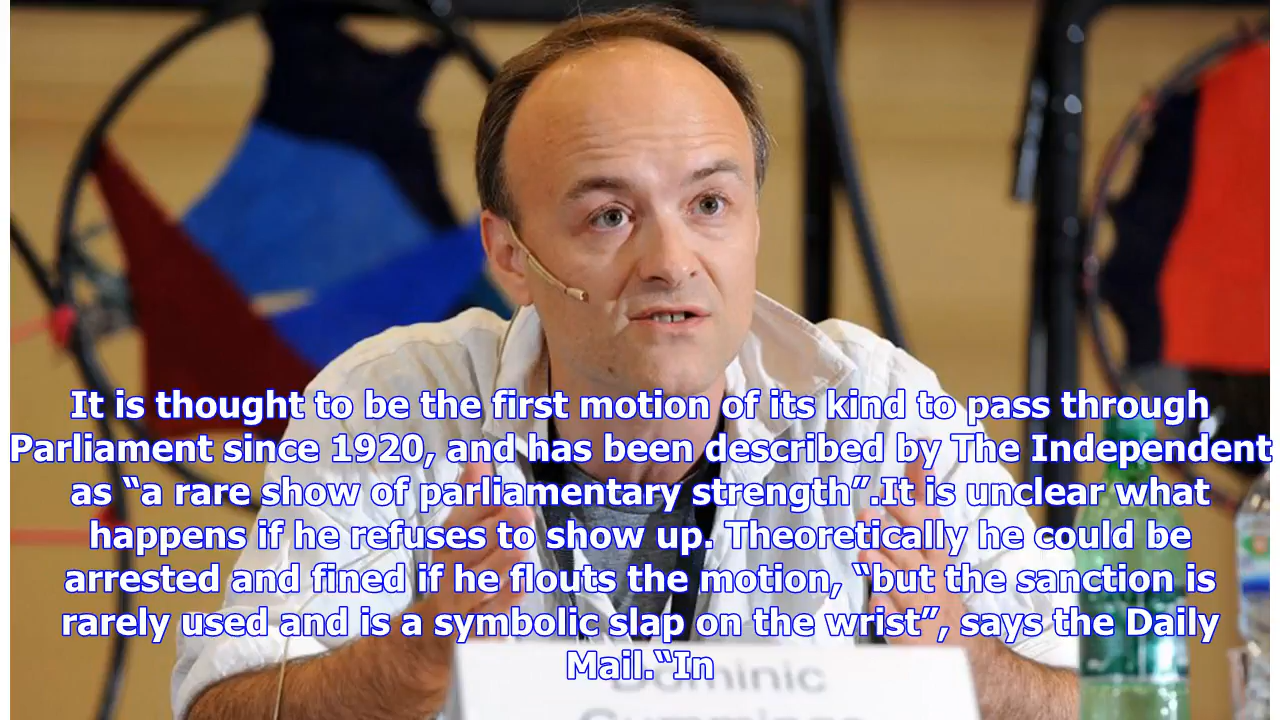 It is thought to be the first motion of its kind to pass through
Parliament since 1920, and has been described by The Independent
as “a rare show of parliamentary strength”.It is unclear what
happens if he refuses to show up. Theoretically he could be
arrested and fined if he flouts the motion, “but the sanction is
rarely used and is a symbolic slap on the wrist”, says the Daily
Mail.“In
Dominic
Cummings